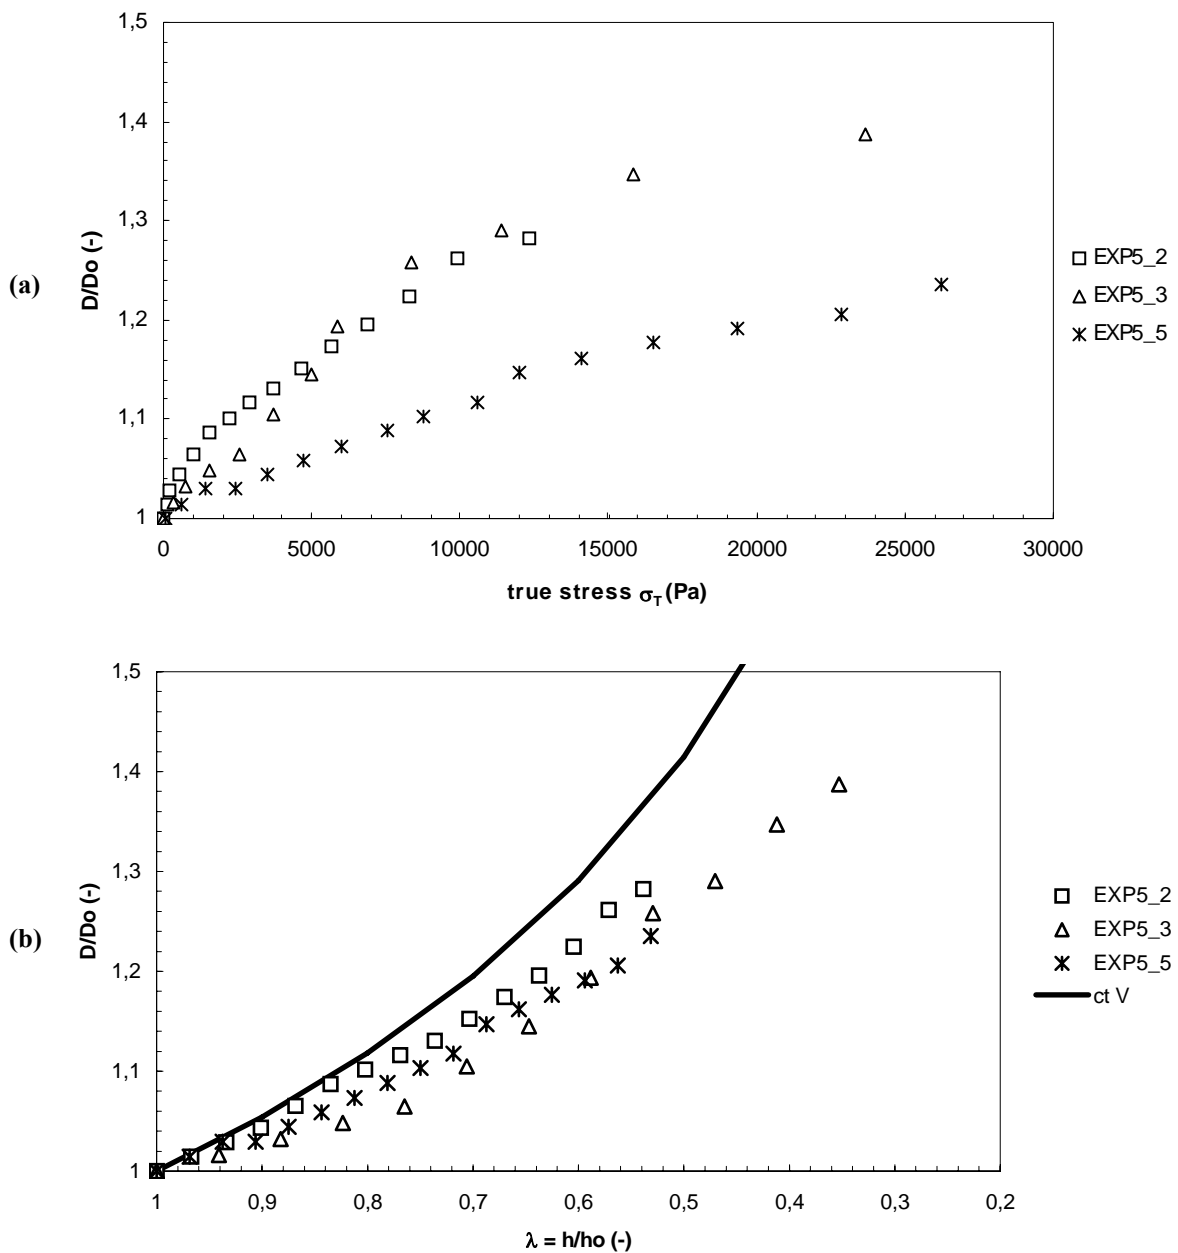 1,5
1,4
1,3
1,2
1,1
1
D/Do (-)
(a)
0 5000 10000 15000 20000 25000 30000
true stress σT (Pa)
EXP5_2
EXP5_3
EXP5_5
1,5
1,4
1,3
1,2
1,1
1
D/Do (-)
(b)
1 0,9 0,8 0,7 0,6 0,5 0,4 0,3 0,2
λ = h/ho (-)
EXP5_2
EXP5_3
EXP5_5
ct V